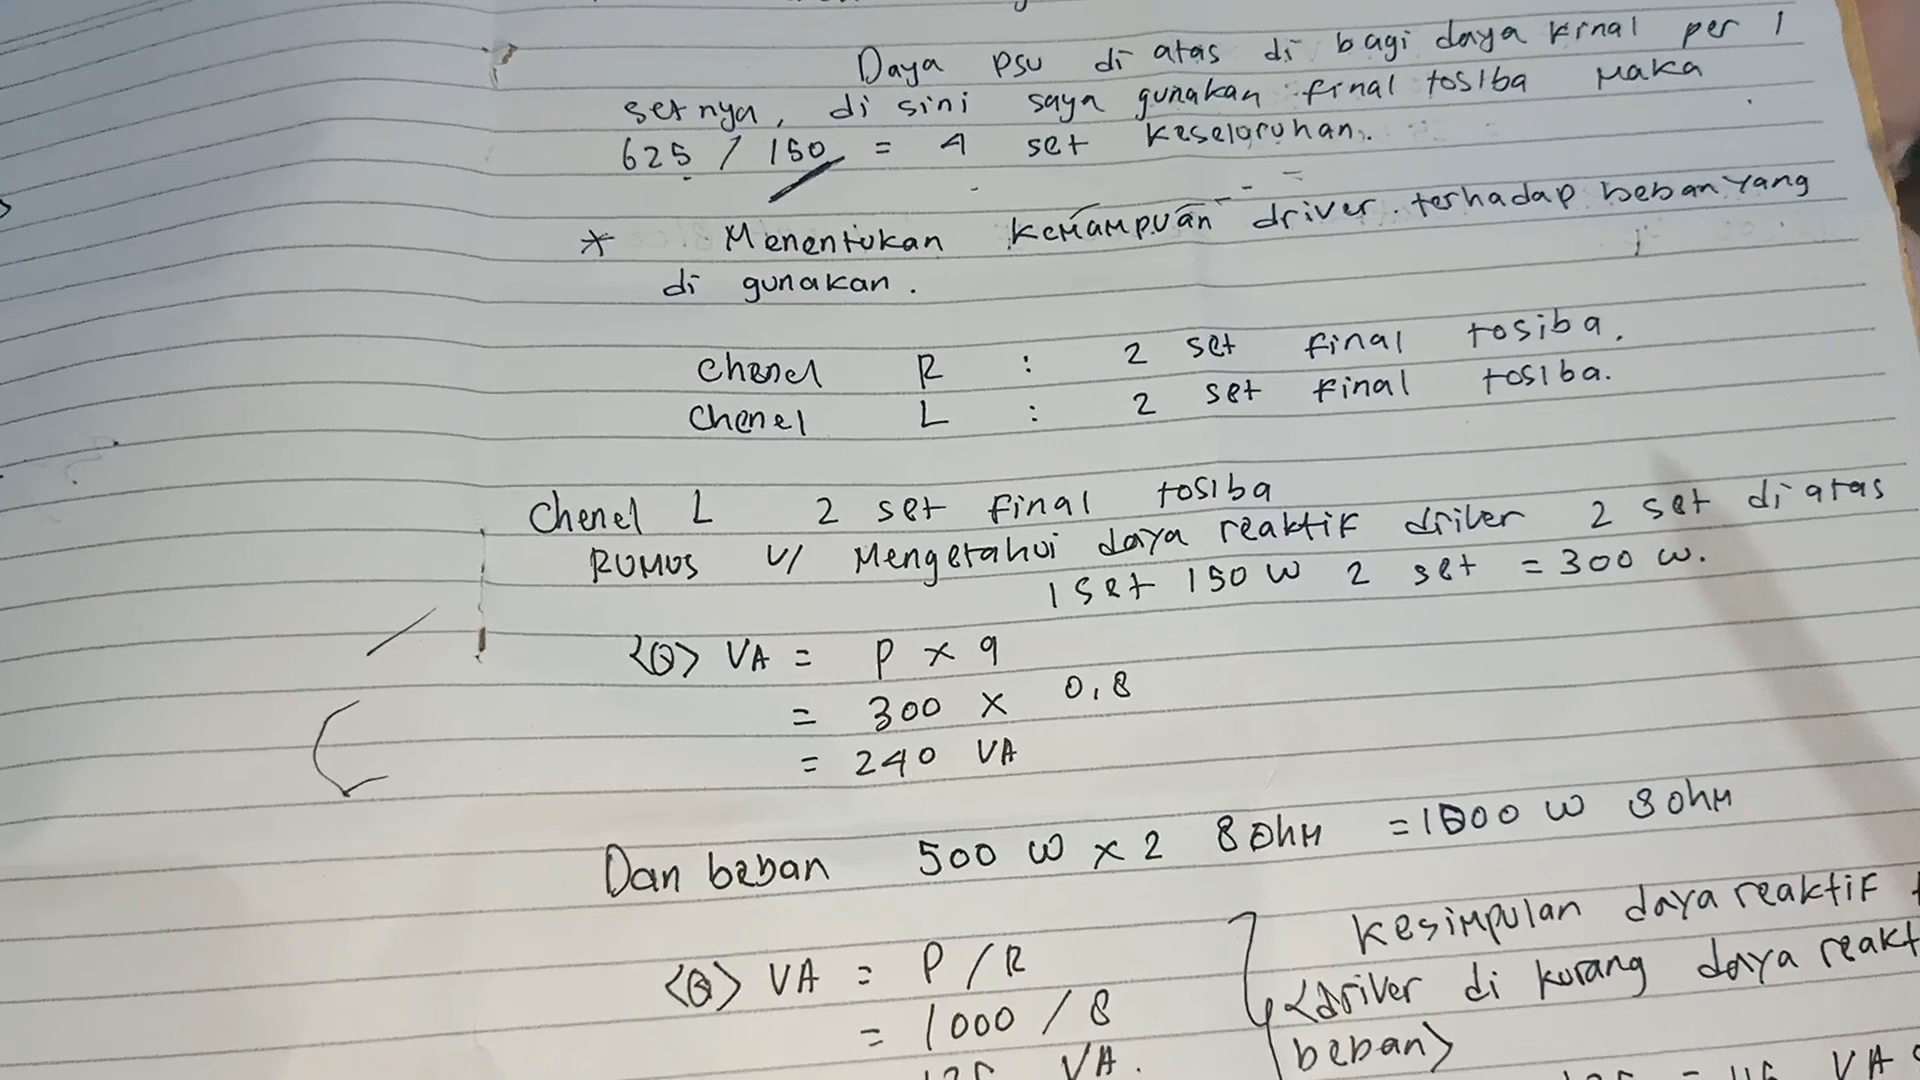 Daya PSU di atas di bagi daya Final per 1
set nya, di sini saya gunakan final tosiba Maka
625 / 150 = 4 set keseloruhan.
* Menentukan KeMaMpuan driver terhadap beban Yang
di gunakan.
Chenel R : 2 set final tosiba.
Chenel L : 2 set Final tosiba.
Chenel L 2 set final tosiba
RUMUS U/ Mengetahui daya reaktif driver 2 set di atas
1 set 150 W 2 set = 300 W.
<Q> VA = P x 9
= 300 x 0,8
= 240 VA
Dan beban 500 W x 2 8 OhM = 1000 W 8 OhM
<Q> VA = P / R
= 1000 / 8
VA.
Kesimpulan daya reaktif
<driver di kurang daya reakt
beban>
VA